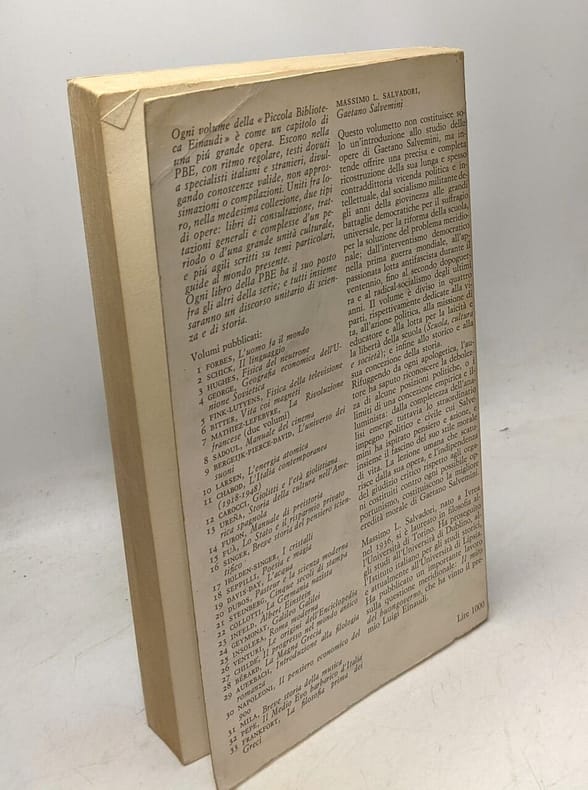 Ogni volume della «Piccola Bibliote-
ca Einaudi» è come un capitolo di
una piú grande opera. Escono nella
PBE, con ritmo regolare, testi dovuti
a specialisti italiani e stranieri, divul-
gando conoscenze valide, non appros-
simazioni o compilazioni. Uniti fra lo-
ro, nella medesima collezione, due tipi
di opere: libri di consultazione, trat-
tazioni generali e complesse d'un pe-
riodo o d'una grande unità culturale,
e piú agili scritti su temi particolari,
guide al mondo presente.
Ogni libro della PBE ha il suo posto
fra gli altri della serie; e tutti insieme
saranno un discorso unitario di scien-
za e di storia.
Volumi pubblicati:
1 FORBES, L'uomo fa il mondo
2 SCHICK, Il linguaggio
3 HUGHES, Fisica del neutrone
4 GEORGE, Geografia economica dell'U-
nione Sovietica
5 FINK-LUTYENS, Fisica della televisione
6 BITTER, Vita coi magneti
7 MATHIEZ-LEFEBVRE, La Rivoluzione
francese (due volumi)
8 SADOUL, Manuale del cinema
9 BERGEIJK-PIERCE-DAVID, L'universo dei
suoni
10 LARSEN, L'energia atomica
11 CHABOD, L'Italia contemporanea
(1918-1948)
12 CAROCCI, Giolitti e l'età giolittiana
13 UREÑA, Storia della cultura nell'Ame-
rica spagnola
14 FURON, Manuale di preistoria
15 FUÀ, Lo Stato e il risparmio privato
16 SINGER, Breve storia del pensiero scien-
tifico
17 HOLDEN-SINGER, I cristalli
18 SEPPILLI, Poesia e magia
19 DAVIS-DAY, L'acqua
20 DUBOS, Pasteur e la scienza moderna
21 STEINBERG, Cinque secoli di stampa
22 COLLOTTI, La Germania nazista
23 INFELD, Albert Einstein
24 GEYMONAT, Galileo Galilei
25 INSOLERA, Roma moderna
26 VENTURI, Le origini dell'Enciclopedia
27 CHILDE, Il progresso nel mondo antico
28 BÉRARD, La Magna Grecia
29 AUERBACH, Introduzione alla filologia
romanza
30 NAPOLEONI, Il pensiero economico del
900
31 MILA, Breve storia della musica
32 PEPE, Il Medio Evo barbarico d'Italia
33 FRANKFORT, La filosofia prima dei
Greci
MASSIMO L. SALVADORI,
Gaetano Salvemini
Questo volumetto non costituisce so-
lo un'introduzione allo studio delle
opere di Gaetano Salvemini, ma in-
tende offrire una precisa e completa
ricostruzione della sua lunga e spesso
contraddittoria vicenda politica e in-
tellettuale, dal socialismo militante de-
gli anni della giovinezza alle grandi
battaglie democratiche per il suffragio
universale, per la riforma della scuola,
per la soluzione del problema meridio-
nale; dall'interventismo democratico
nella prima guerra mondiale, all'ap-
passionata lotta antifascista durante il
ventennio, fino al secondo dopoguer-
ra e al radical-socialismo degli ultimi
anni. Il volume è diviso in quattro
parti, rispettivamente dedicate alla vi-
ta, all'azione politica, alla missione di
educatore e alla lotta per la laicità e
la libertà della scuola (Scuola, cultura
e società); e infine allo storico e alla
sua concezione della storia.
Rifuggendo da ogni apologetica, l'au-
tore ha saputo riconoscere la debolez-
za di alcune posizioni politiche, e i
limiti di una concezione empirica e il-
luminista: dalla completezza dell'ana-
lisi emerge tuttavia lo straordinario
impegno politico e civile cui Salve-
mini ha ispirato pensiero e azione, e
insieme il fascino del suo stile morale
di vita. La lezione umana che scatu-
risce dalla sua opera, e l'indipendenza
del giudizio critico rispetto agli orga-
ni costituiti contro ogni possibile op-
portunismo, costituiscono la migliore
eredità morale di Gaetano Salvemini.
Massimo L. Salvadori, nato a Ivrea
nel 1936, si è laureato in filosofia al-
l'Università di Torino. Ha proseguito
gli studi all'Università di Dublino, all'
Istituto italiano per gli studi storici,
e attualmente all'Università di Lipsia.
Ha pubblicato un importante lavoro
sulla questione meridionale: Il mito
del buongoverno, che ha vinto il pre-
mio Luigi Einaudi.
Lire 1000